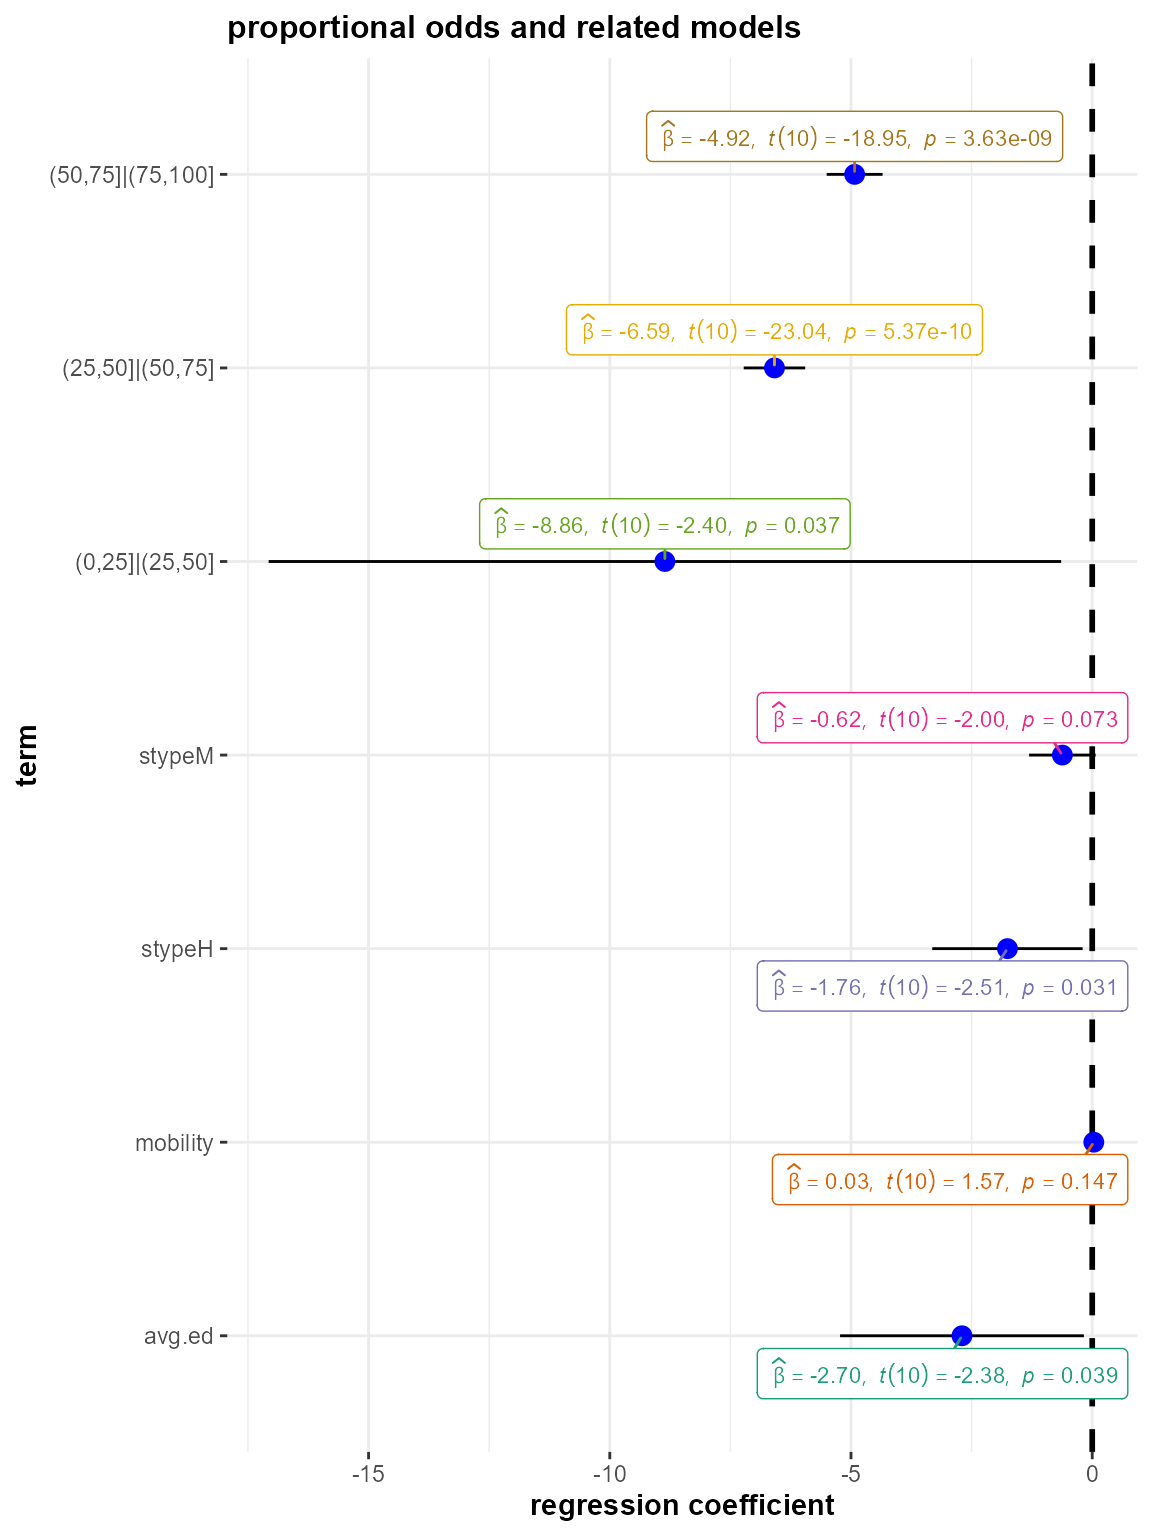 proportional odds and related models
β̂ = -4.92, t(10) = -18.95, p = 3.63e-09
(50,75]|(75,100]
β̂ = -6.59, t(10) = -23.04, p = 5.37e-10
(25,50]|(50,75]
β̂ = -8.86, t(10) = -2.40, p = 0.037
(0,25]|(25,50]
β̂ = -0.62, t(10) = -2.00, p = 0.073
term
stypeM
stypeH
β̂ = -1.76, t(10) = -2.51, p = 0.031
mobility
β̂ = 0.03, t(10) = 1.57, p = 0.147
avg.ed
β̂ = -2.70, t(10) = -2.38, p = 0.039
-15 -10 -5 0
regression coefficient